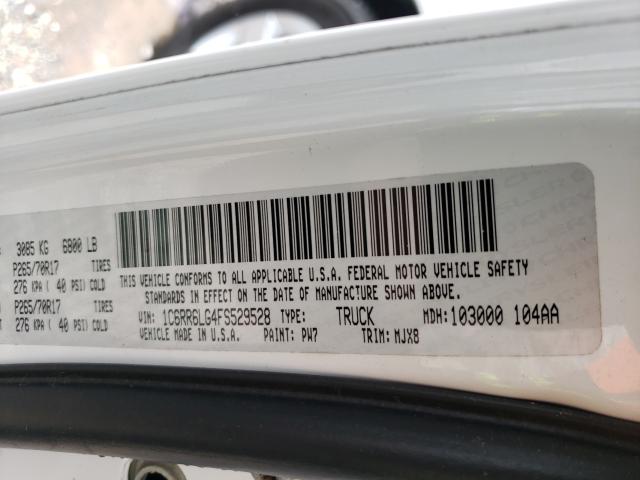 3085 KG 6800 LB
P265/70R17 TIRES
276 KPA ( 40 PSI) COLD
P265/70R17 TIRES
276 KPA ( 40 PSI) COLD
THIS VEHICLE CONFORMS TO ALL APPLICABLE U.S.A. FEDERAL MOTOR VEHICLE SAFETY
STANDARDS IN EFFECT ON THE DATE OF MANUFACTURE SHOWN ABOVE.
VIN: 1C6RR6LG4FS529528 TYPE: TRUCK MDH: 103000 104AA
VEHICLE MADE IN U.S.A. PAINT: PW7 TRIM: MJX8